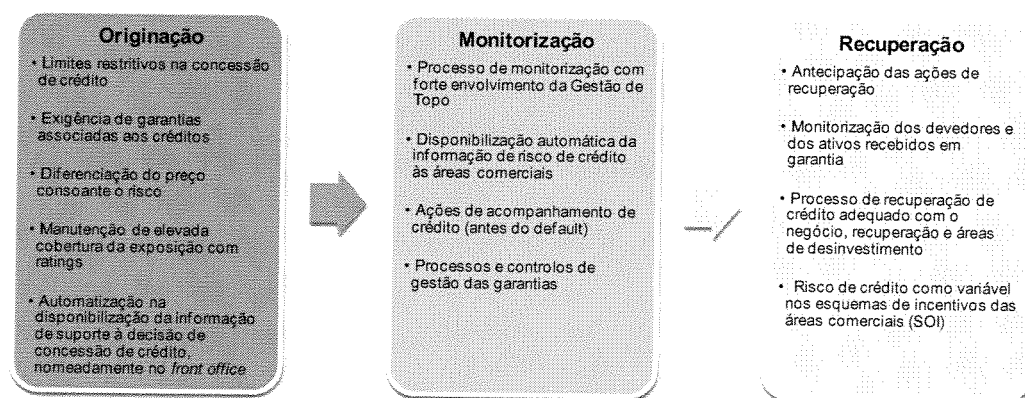 Originação
• Limites restritivos na concessão
de crédito
• Exigência de garantias
associadas aos créditos
• Diferenciação do preço
consoante o risco
• Manutenção de elevada
cobertura da exposição com
ratings
• Automatização na
disponibilização da informação
de suporte à decisão de
concessão de crédito,
nomeadamente no front office
Monitorização
• Processo de monitorização com
forte envolvimento da Gestão de
Topo
• Disponibilização automática da
informação de risco de crédito
às áreas comerciais
• Ações de acompanhamento de
crédito (antes do default)
• Processos e controlos de
gestão das garantias
Recuperação
• Antecipação das ações de
recuperação
• Monitorização dos devedores e
dos ativos recebidos em
garantia
• Processo de recuperação de
crédito adequado com o
negócio, recuperação e áreas
de desinvestimento
• Risco de crédito como variável
nos esquemas de incentivos das
áreas comerciais (SOI)